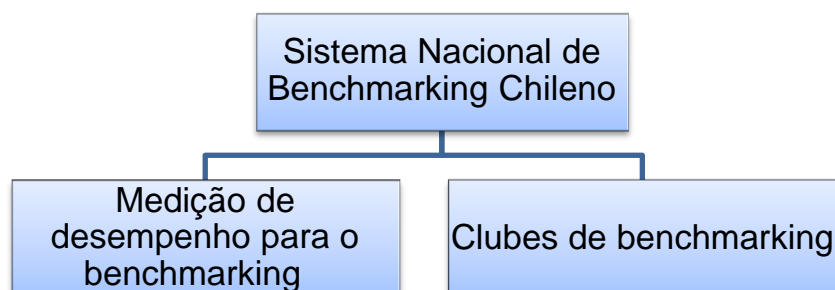 Sistema Nacional de
Benchmarking Chileno
Medição de
desempenho para o
benchmarking
Clubes de benchmarking